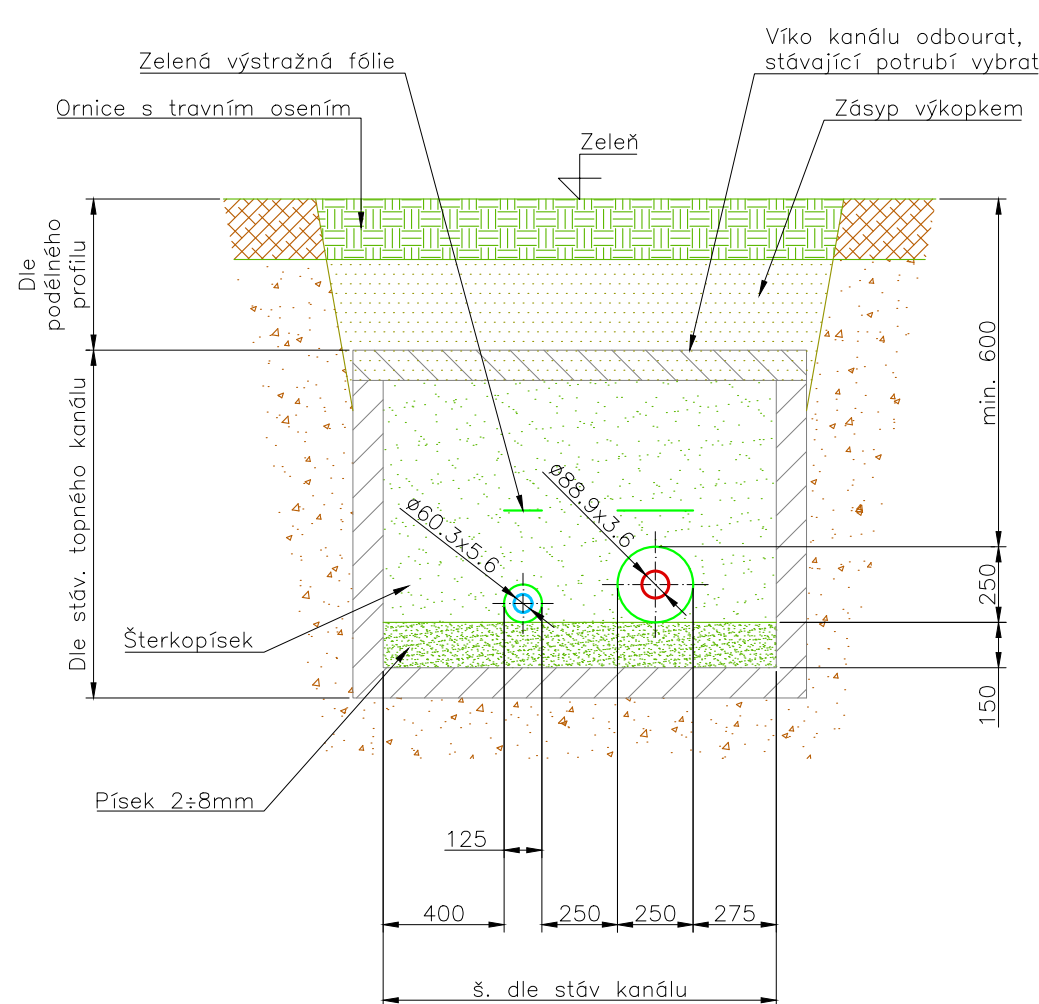 Víko kanálu odbourat,
stávající potrubí vybrat
Zelená výstražná fólie
Ornice s travním osením
Zásyp výkopkem
Zeleň
Dle
podélného
profilu
min. 600
Dle stáv. topného kanálu
ø88.9x3.6
ø60.3x5.6
250
Šterkopísek
150
Písek 2÷8mm
125
400
250
250
275
š. dle stáv kanálu